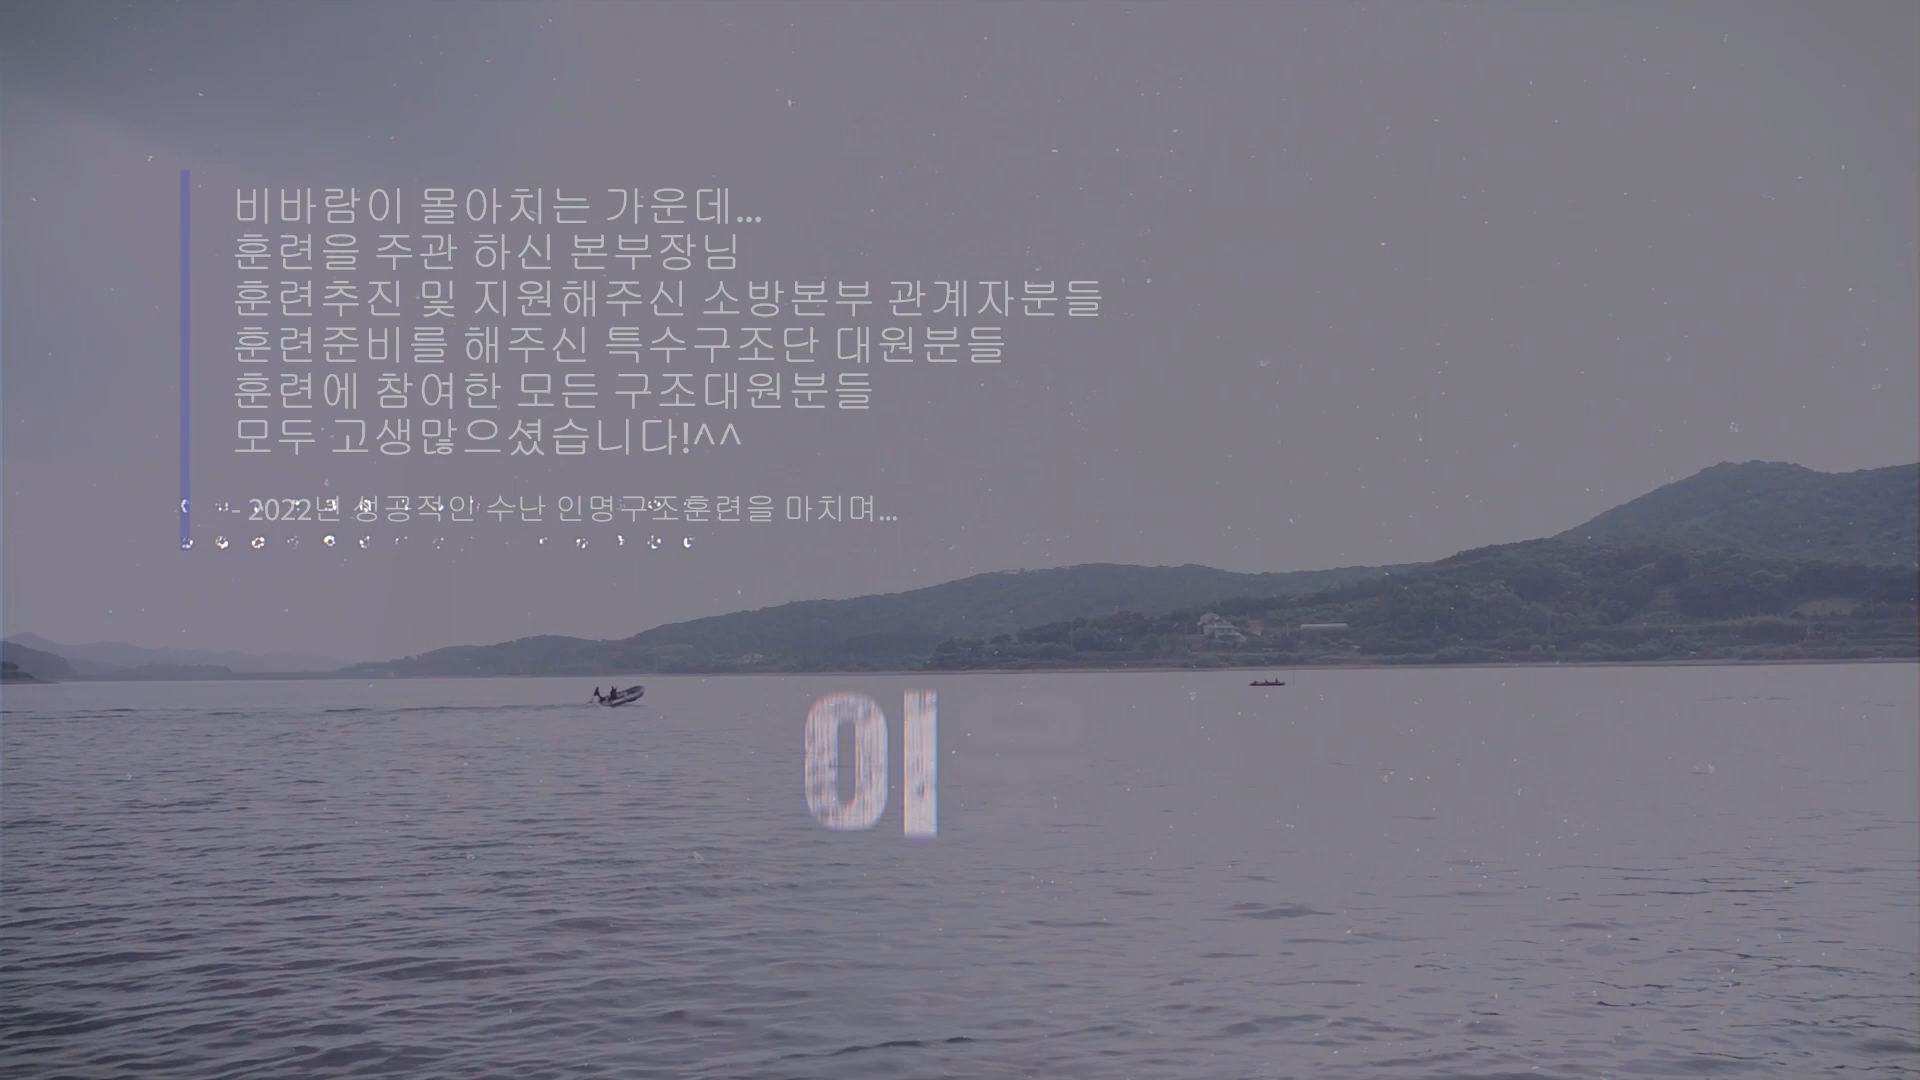 비바람이 몰아치는 가운데...
훈련을 주관 하신 본부장님
훈련추진 및 지원해주신 소방본부 관계자분들
훈련준비를 해주신 특수구조단 대원분들
훈련에 참여한 모든 구조대원분들
모두 고생많으셨습니다!^^
- 2022년 성공적인 수난 인명구조훈련을 마치며...
이